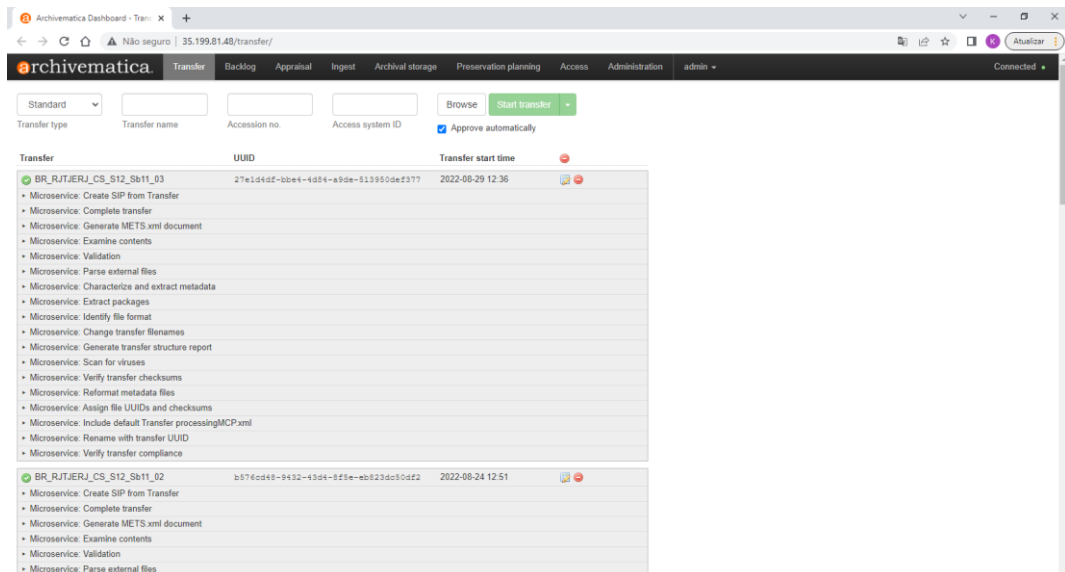 Archivematica Dashboard - Trans
Não seguro | 35.199.81.48/transfer/
Atualizar
archivematica. Transfer Backlog Appraisal Ingest Archival storage Preservation planning Access Administration admin Connected
Standard Browse Start transfer
Transfer type Transfer name Accession no. Access system ID Approve automatically
Transfer UUID Transfer start time
BR_RJTJERJ_CS_S12_Sb11_03 27e1d4df-bbe4-4d84-a9de-513950def377 2022-08-29 12:36
Microservice: Create SIP from Transfer
Microservice: Complete transfer
Microservice: Generate METS.xml document
Microservice: Examine contents
Microservice: Validation
Microservice: Parse external files
Microservice: Characterize and extract metadata
Microservice: Extract packages
Microservice: Identify file format
Microservice: Change transfer filenames
Microservice: Generate transfer structure report
Microservice: Scan for viruses
Microservice: Verify transfer checksums
Microservice: Reformat metadata files
Microservice: Assign file UUIDs and checksums
Microservice: Include default Transfer processingMCP.xml
Microservice: Rename with transfer UUID
Microservice: Verify transfer compliance
BR_RJTJERJ_CS_S12_Sb11_02 b576cd48-9432-43d4-8f5e-eb823dc50df2 2022-08-24 12:51
Microservice: Create SIP from Transfer
Microservice: Complete transfer
Microservice: Generate METS.xml document
Microservice: Examine contents
Microservice: Validation
Microservice: Parse external files